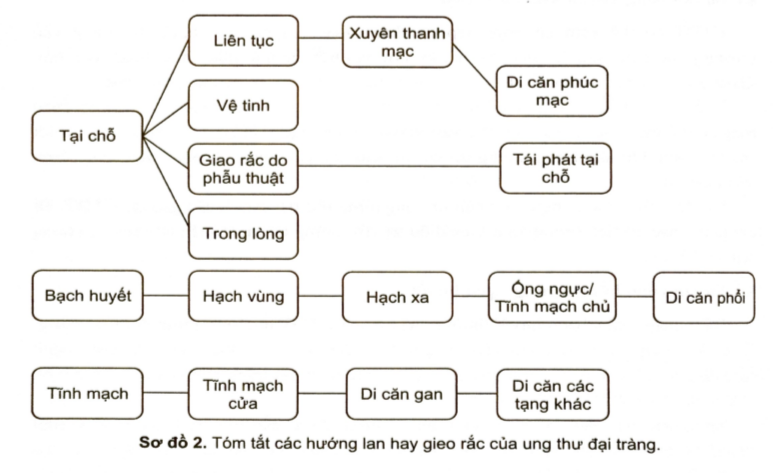 Liên tục
Xuyên thanh
mạc
Di căn phúc
mạc
Vệ tinh
Tại chỗ
Giao rắc do
phẫu thuật
Tái phát tại
chỗ
Trong lòng
Bạch huyết
Hạch vùng
Hạch xa
Ống ngực/
Tĩnh mạch chủ
Di căn phổi
Tĩnh mạch
Tĩnh mạch
cửa
Di căn gan
Di căn các
tạng khác
Sơ đồ 2. Tóm tắt các hướng lan hay gieo rắc của ung thư đại tràng.